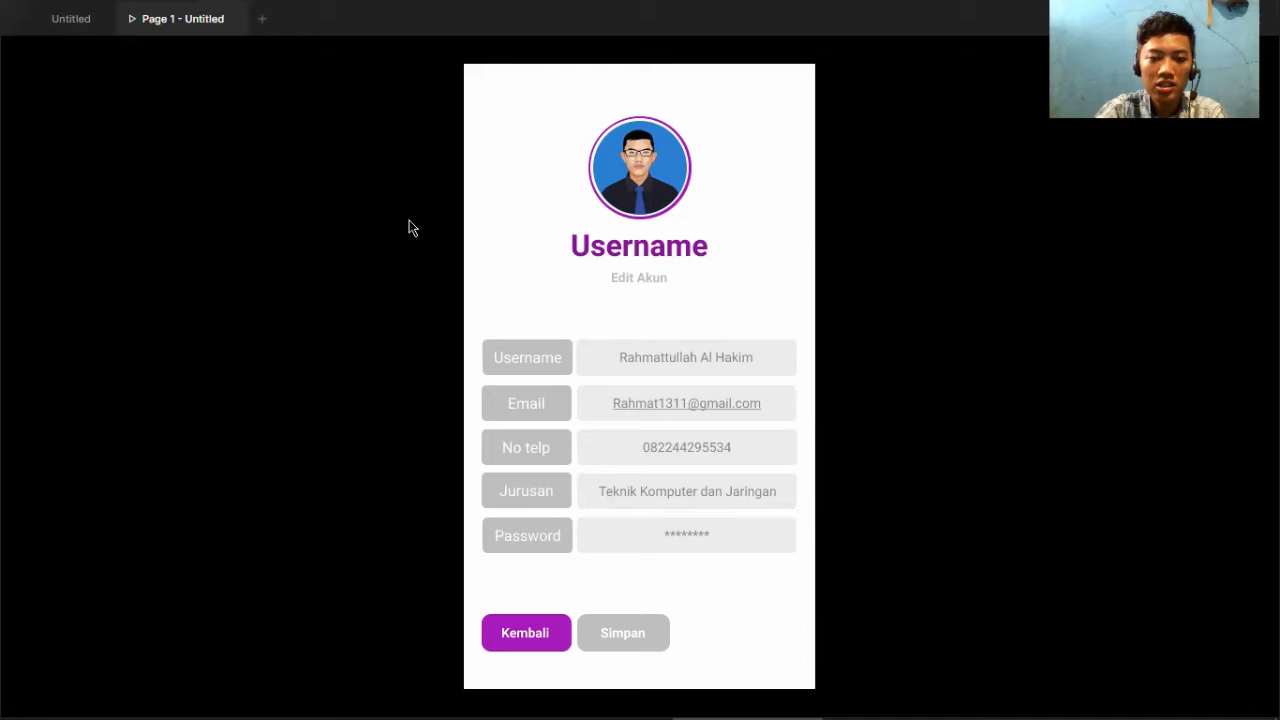 Untitled
Page 1 - Untitled
Username
Edit Akun
Username Rahmattullah Al Hakim
Email Rahmat1311@gmail.com
No telp 082244295534
Jurusan Teknik Komputer dan Jaringan
Password ********
Kembali Simpan